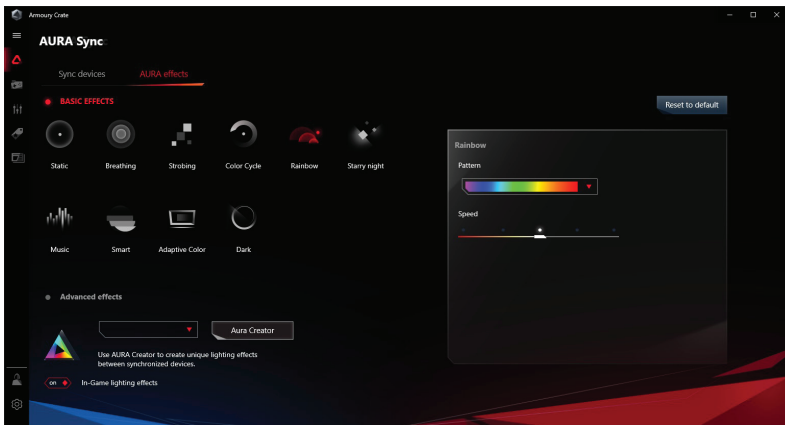 Armoury Crate
AURA Sync
Sync devices
AURA effects
BASIC EFFECTS
Reset to default
Static
Breathing
Strobing
Color Cycle
Rainbow
Starry night
Music
Smart
Adaptive Color
Dark
Rainbow
Pattern
Speed
Advanced effects
Aura Creator
Use AURA Creator to create unique lighting effects
between synchronized devices.
on
In-Game lighting effects